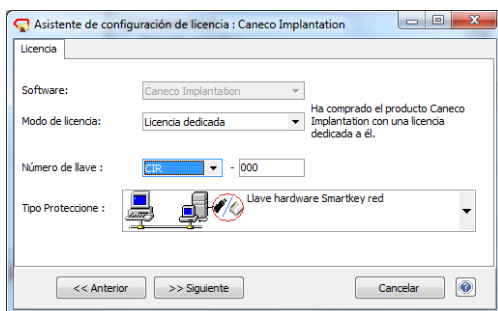 Asistente de configuración de licencia : Caneco Implantation
Licencia
Software:
Caneco Implantation
Modo de licencia:
Licencia dedicada
Ha comprado el producto Caneco
Implantation con una licencia
dedicada a él.
Número de llave :
CIR - 000
Tipo Proteccione :
Llave hardware Smartkey red
<< Anterior
>> Siguiente
Cancelar